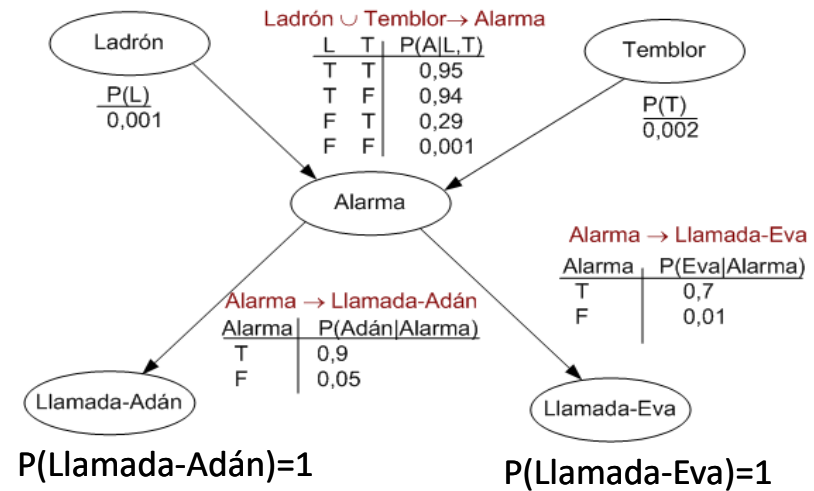 Ladrón
P(L)
0,001
Ladrón ∪ Temblor→ Alarma
L T P(A|L,T)
T T 0,95
T F 0,94
F T 0,29
F F 0,001
Temblor
P(T)
0,002
Alarma
Alarma → Llamada-Eva
Alarma P(Eva|Alarma)
T 0,7
F 0,01
Alarma → Llamada-Adán
Alarma P(Adán|Alarma)
T 0,9
F 0,05
Llamada-Adán
Llamada-Eva
P(Llamada-Adán)=1
P(Llamada-Eva)=1